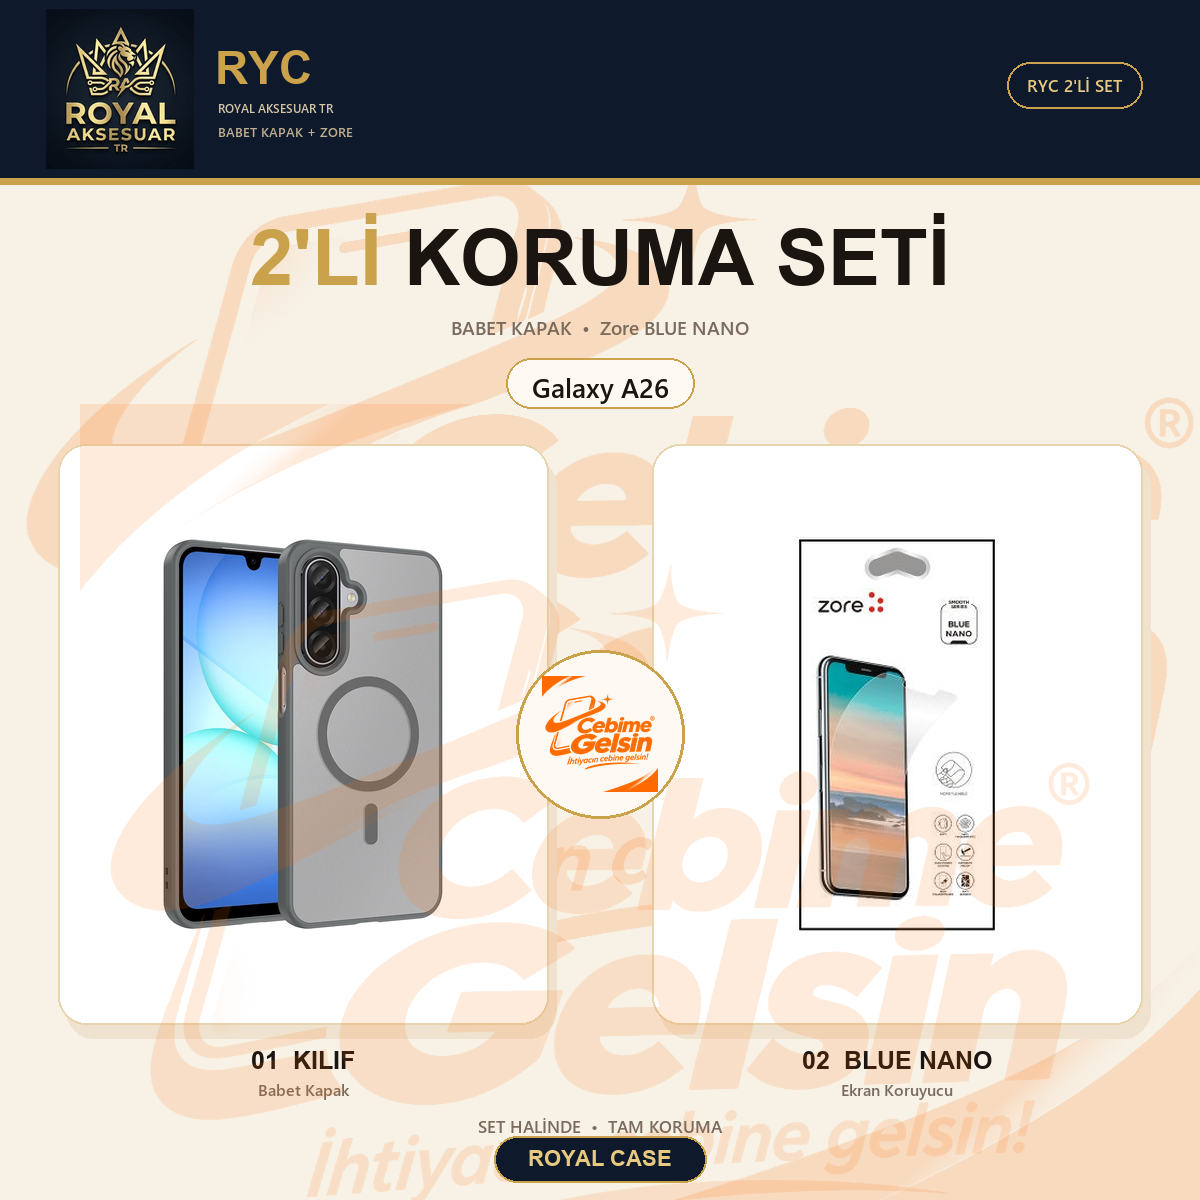 ROYAL
AKSESUAR
TR
RYC
ROYAL AKSESUAR TR
BABET KAPAK + ZORE
RYC 2'Lİ SET
2'Lİ KORUMA SETİ
BABET KAPAK • Zore BLUE NANO
Galaxy A26
zore
SMOOTH
SERIES
BLUE
NANO
Cebime
Gelsin
İhtiyacın cebine gelsin!
Cebime
Gelsin
®
01 KILIF
Babet Kapak
02 BLUE NANO
Ekran Koruyucu
SET HALİNDE • TAM KORUMA
ROYAL CASE